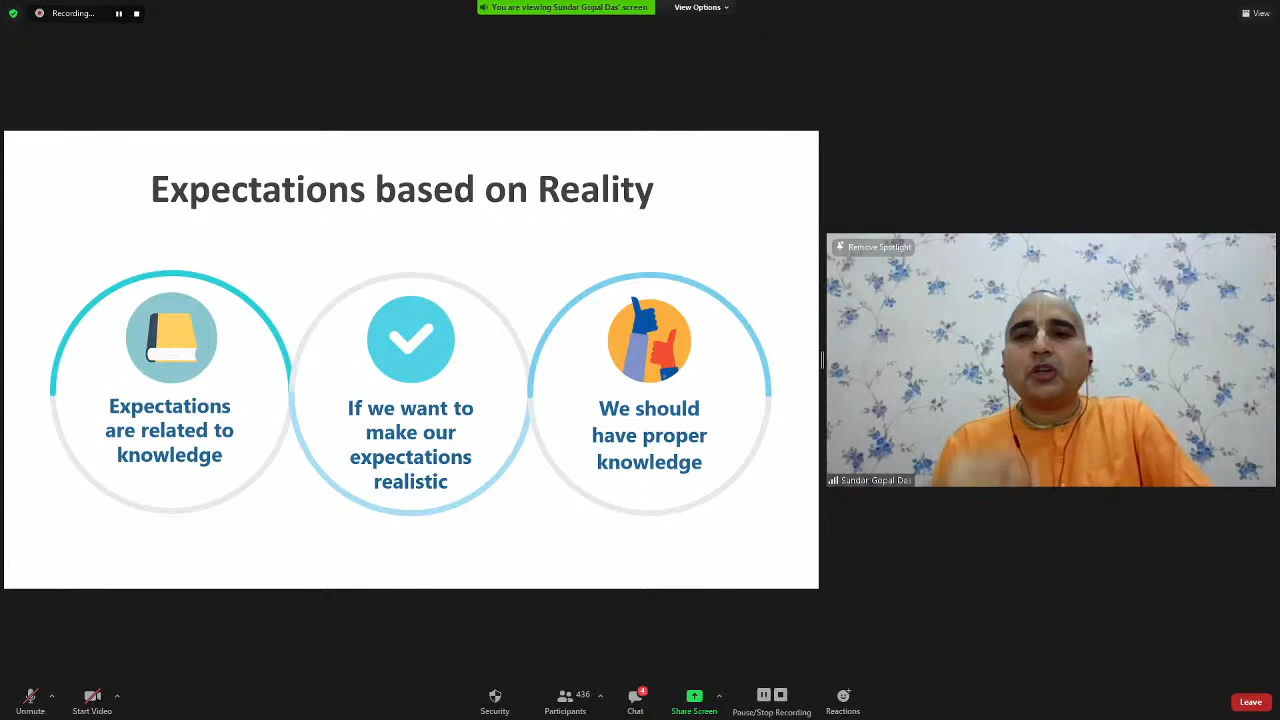 Recording...
You are viewing Sundar Gopal Das' screen
View Options
View
Expectations based on Reality
Expectations
are related to
knowledge
If we want to
make our
expectations
realistic
We should
have proper
knowledge
Remove Spotlight
Sundar Gopal Das
Unmute
Start Video
Security
436
Participants
4
Chat
Share Screen
Pause/Stop Recording
Reactions
Leave